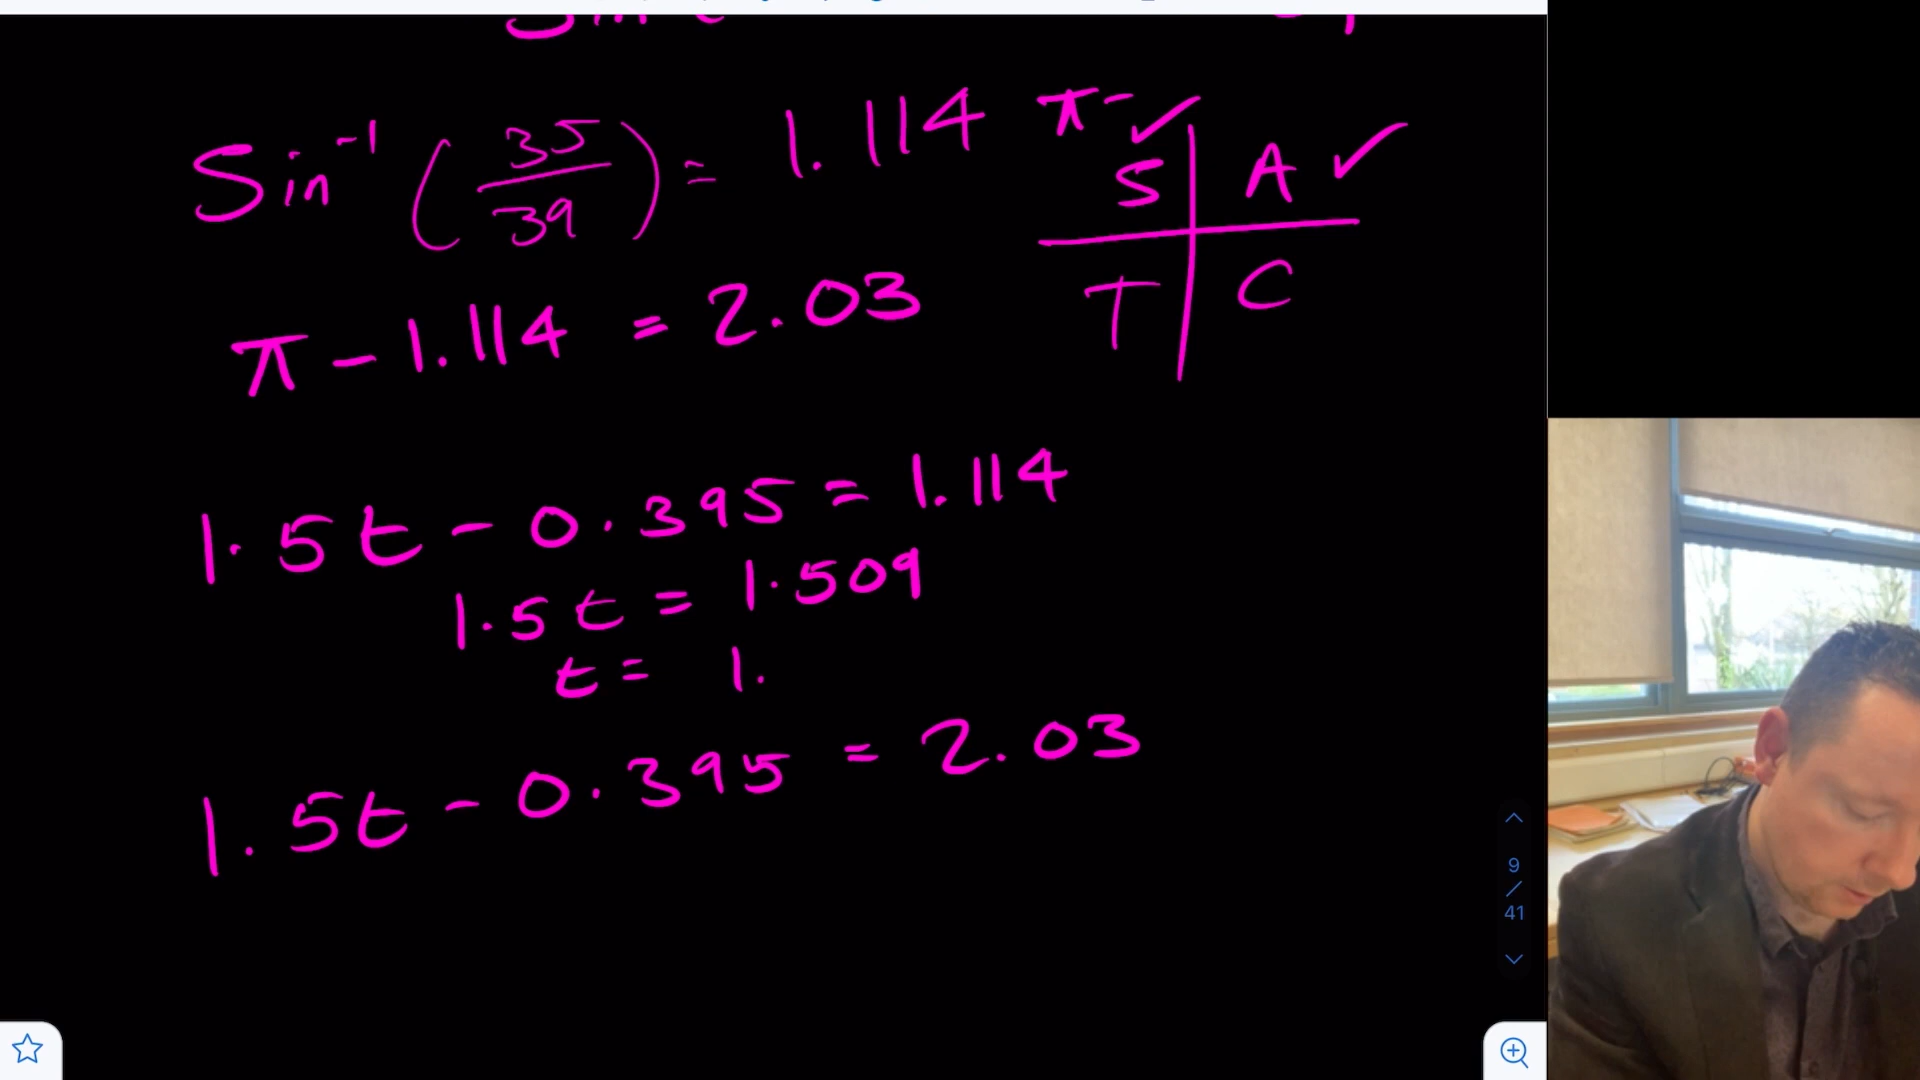 Sin⁻¹ (35/39) = 1.114
π-✓ S | A ✓
T | C
π - 1.114 = 2.03
1.5t - 0.395 = 1.114
1.5t = 1.509
t = 1.
1.5t - 0.395 = 2.03
9
/
41